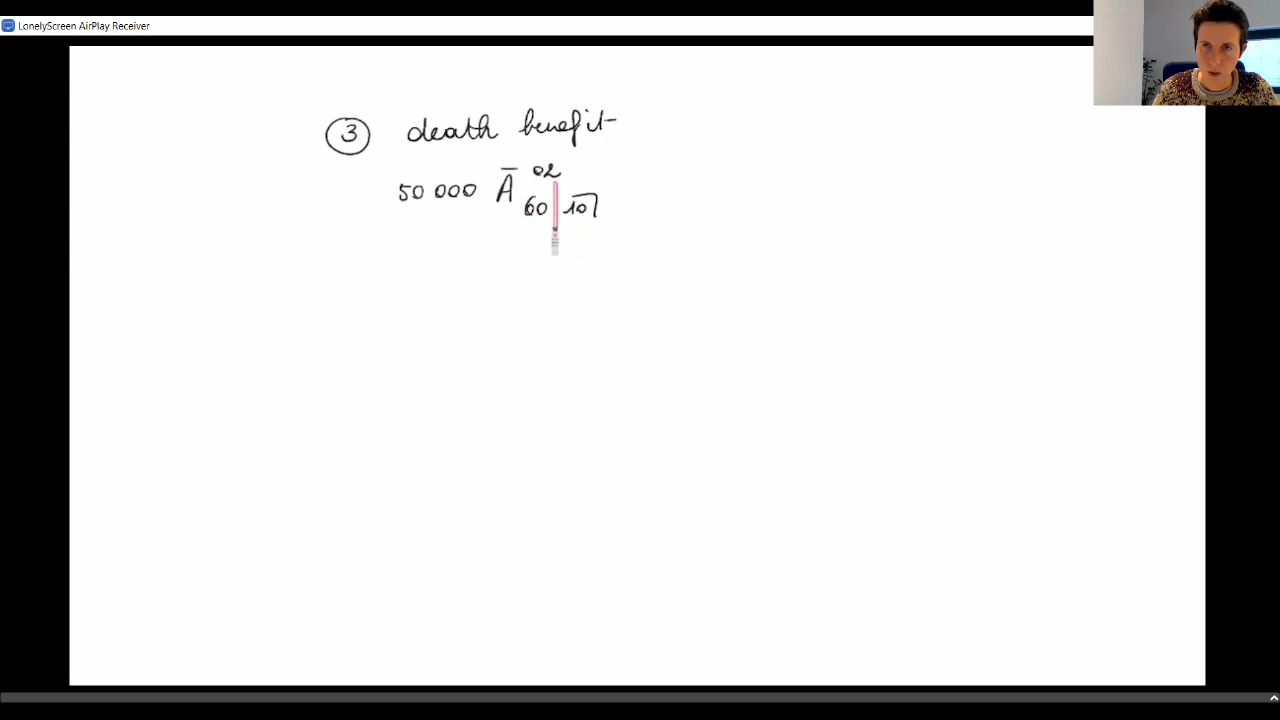 LonelyScreen AirPlay Receiver
③ death benefit
50 000 Ā 02
60 10⌉